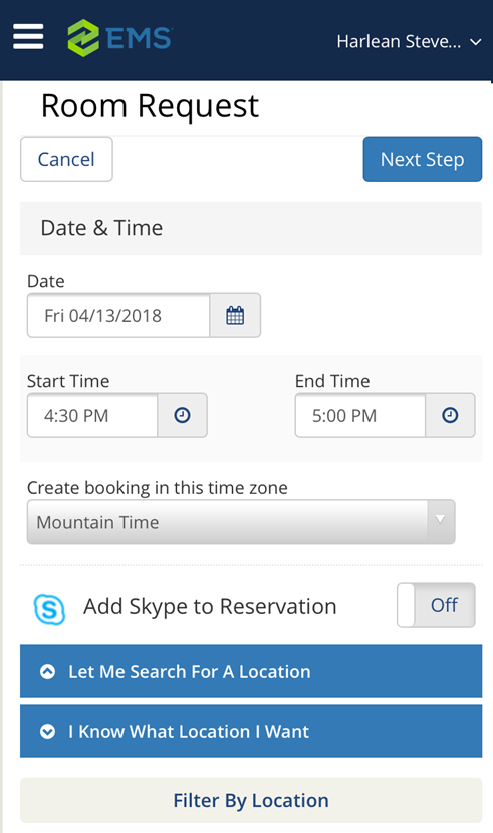 EMS
Harlean Steve...
Room Request
Cancel
Next Step
Date & Time
Date
Fri 04/13/2018
Start Time
End Time
4:30 PM
5:00 PM
Create booking in this time zone
Mountain Time
Add Skype to Reservation
Off
Let Me Search For A Location
I Know What Location I Want
Filter By Location